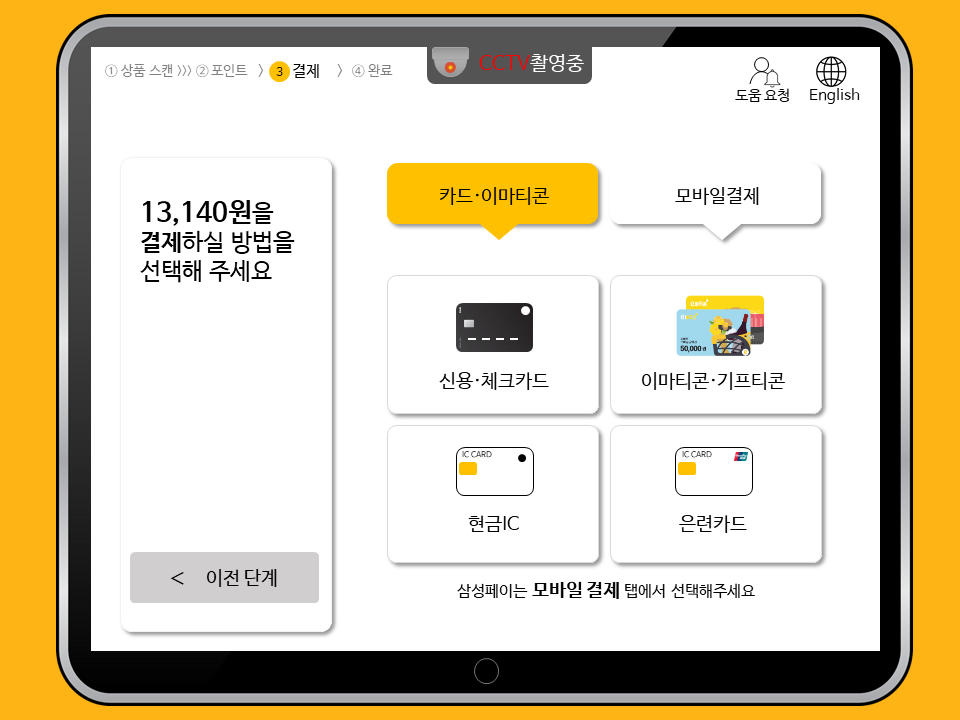 ① 상품 스캔 >>> ② 포인트 > 3 결제 > ④ 완료
CCTV촬영중
도움 요청
English
13,140원을
결제하실 방법을
선택해 주세요
< 이전 단계
카드·이마티콘
모바일결제
신용·체크카드
50,000
이마티콘·기프티콘
IC CARD
현금IC
IC CARD
은련카드
삼성페이는 모바일 결제 탭에서 선택해주세요